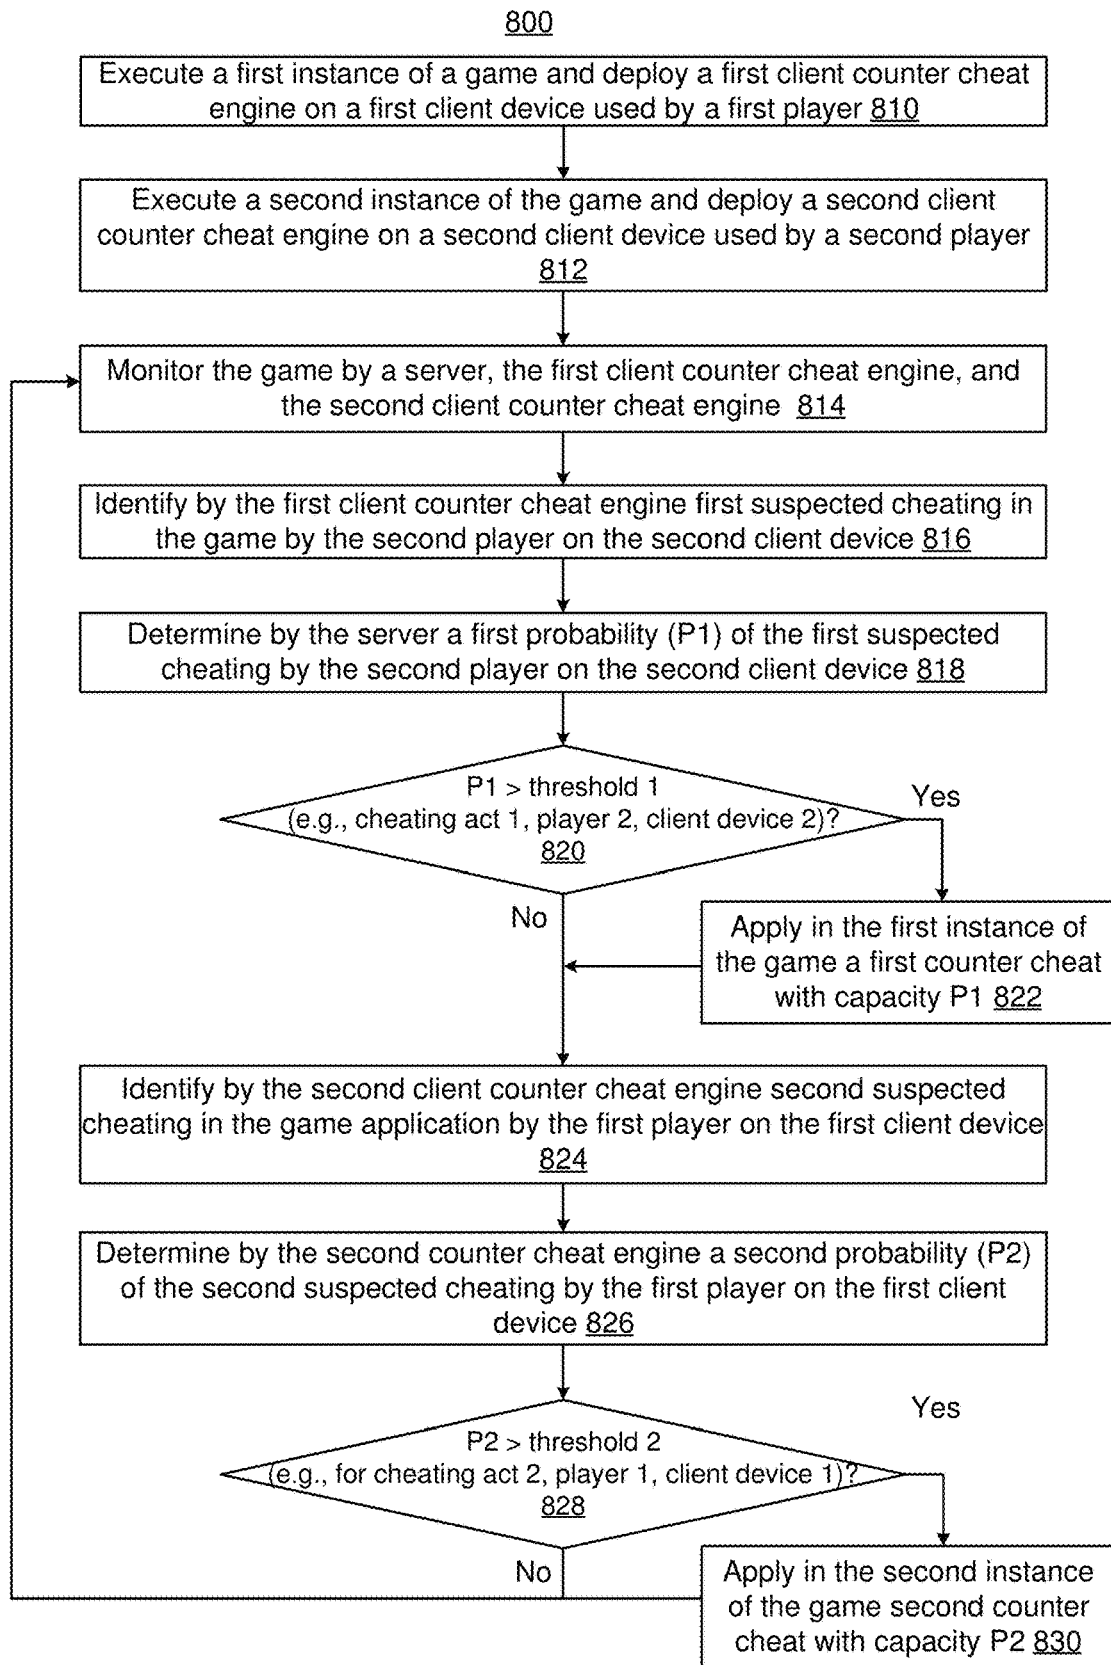 800
Execute a first instance of a game and deploy a first client counter cheat
engine on a first client device used by a first player 810
Execute a second instance of the game and deploy a second client
counter cheat engine on a second client device used by a second player
812
Monitor the game by a server, the first client counter cheat engine, and
the second client counter cheat engine 814
Identify by the first client counter cheat engine first suspected cheating in
the game by the second player on the second client device 816
Determine by the server a first probability (P1) of the first suspected
cheating by the second player on the second client device 818
P1 > threshold 1
(e.g., cheating act 1, player 2, client device 2)?
820
Yes
No
Apply in the first instance of
the game a first counter cheat
with capacity P1 822
Identify by the second client counter cheat engine second suspected
cheating in the game application by the first player on the first client device
824
Determine by the second counter cheat engine a second probability (P2)
of the second suspected cheating by the first player on the first client
device 826
P2 > threshold 2
(e.g., for cheating act 2, player 1, client device 1)?
828
Yes
No
Apply in the second instance
of the game second counter
cheat with capacity P2 830